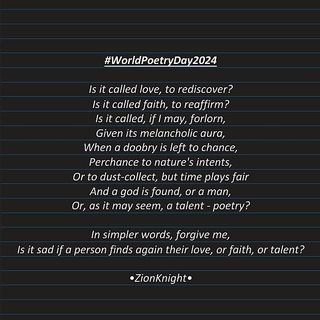 #WorldPoetryDay2024
Is it called love, to rediscover?
Is it called faith, to reaffirm?
Is it called, if I may, forlorn,
Given its melancholic aura,
When a doobry is left to chance,
Perchance to nature's intents,
Or to dust-collect, but time plays fair
And a god is found, or a man,
Or, as it may seem, a talent - poetry?
In simpler words, forgive me,
Is it sad if a person finds again their love, or faith, or talent?
•ZionKnight•